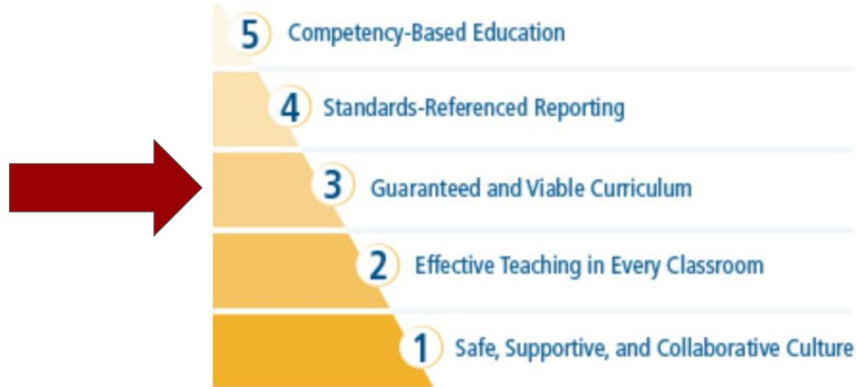 5 Competency-Based Education
4 Standards-Referenced Reporting
3 Guaranteed and Viable Curriculum
2 Effective Teaching in Every Classroom
1 Safe, Supportive, and Collaborative Culture